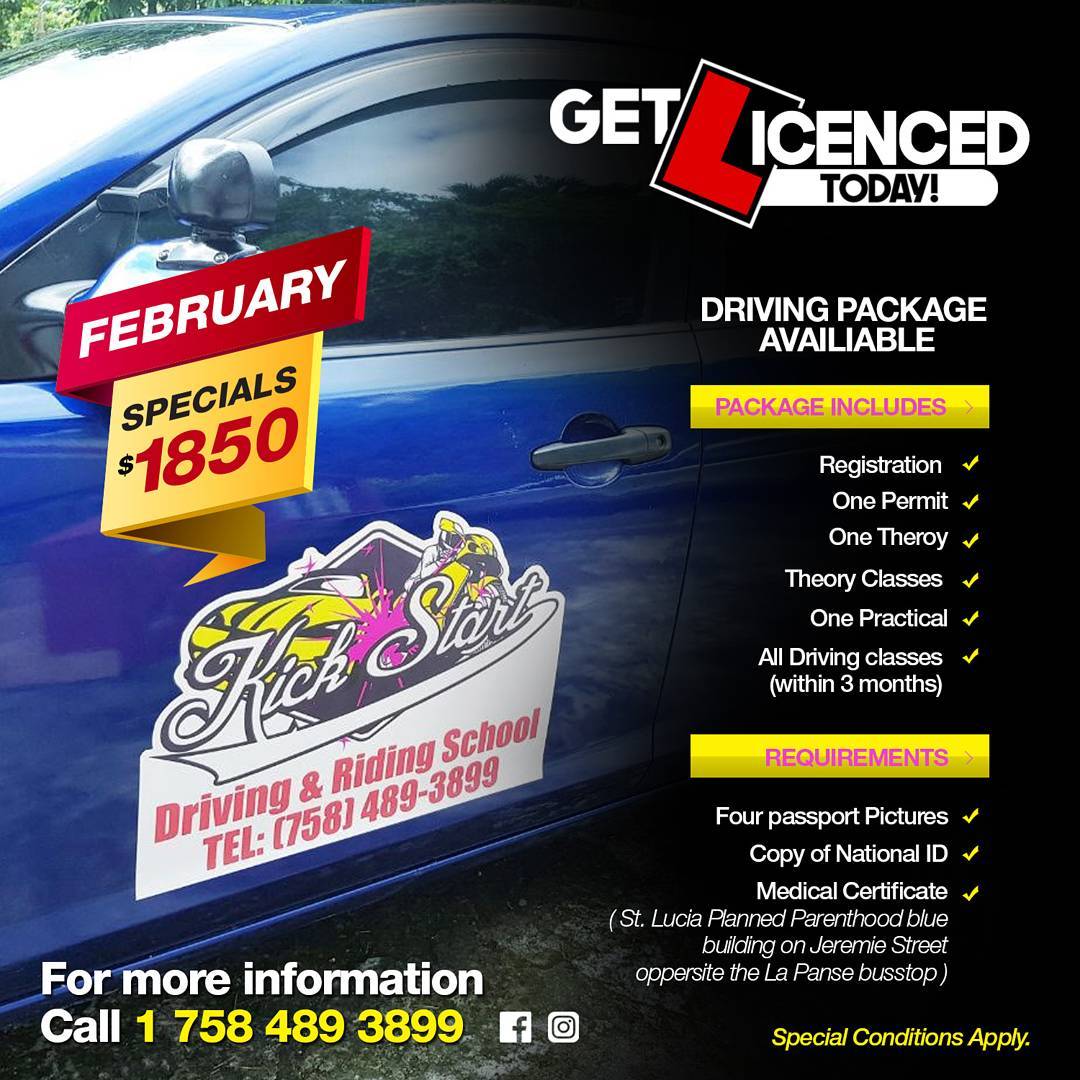 GET LICENCED
TODAY!
FEBRUARY
SPECIALS
$1850
DRIVING PACKAGE
AVAILIABLE
PACKAGE INCLUDES
Registration
One Permit
One Theroy
Theory Classes
One Practical
All Driving classes
(within 3 months)
REQUIREMENTS
Four passport Pictures
Copy of National ID
Medical Certificate
( St. Lucia Planned Parenthood blue
building on Jeremie Street
oppersite the La Panse busstop )
Kick Start
Driving & Riding School
TEL: (758) 489-3899
For more information
Call 1 758 489 3899
Special Conditions Apply.